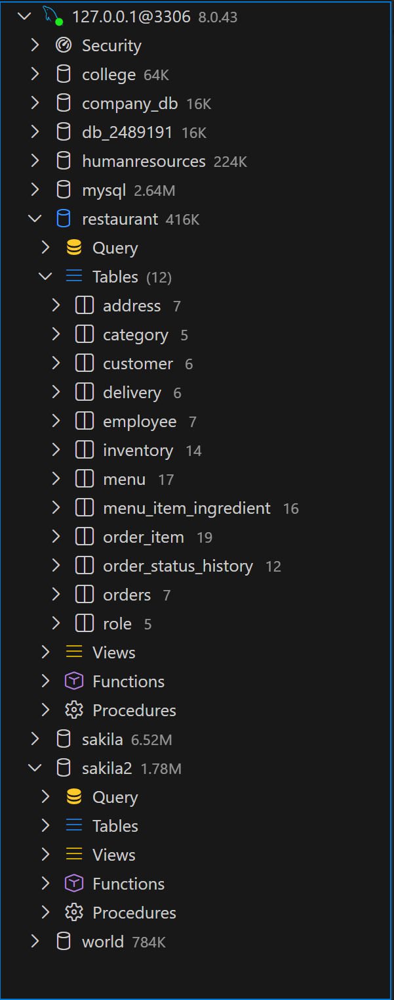 127.0.0.1@3306 8.0.43
Security
college 64K
company_db 16K
db_2489191 16K
humanresources 224K
mysql 2.64M
restaurant 416K
Query
Tables (12)
address 7
category 5
customer 6
delivery 6
employee 7
inventory 14
menu 17
menu_item_ingredient 16
order_item 19
order_status_history 12
orders 7
role 5
Views
Functions
Procedures
sakila 6.52M
sakila2 1.78M
Query
Tables
Views
Functions
Procedures
world 784K